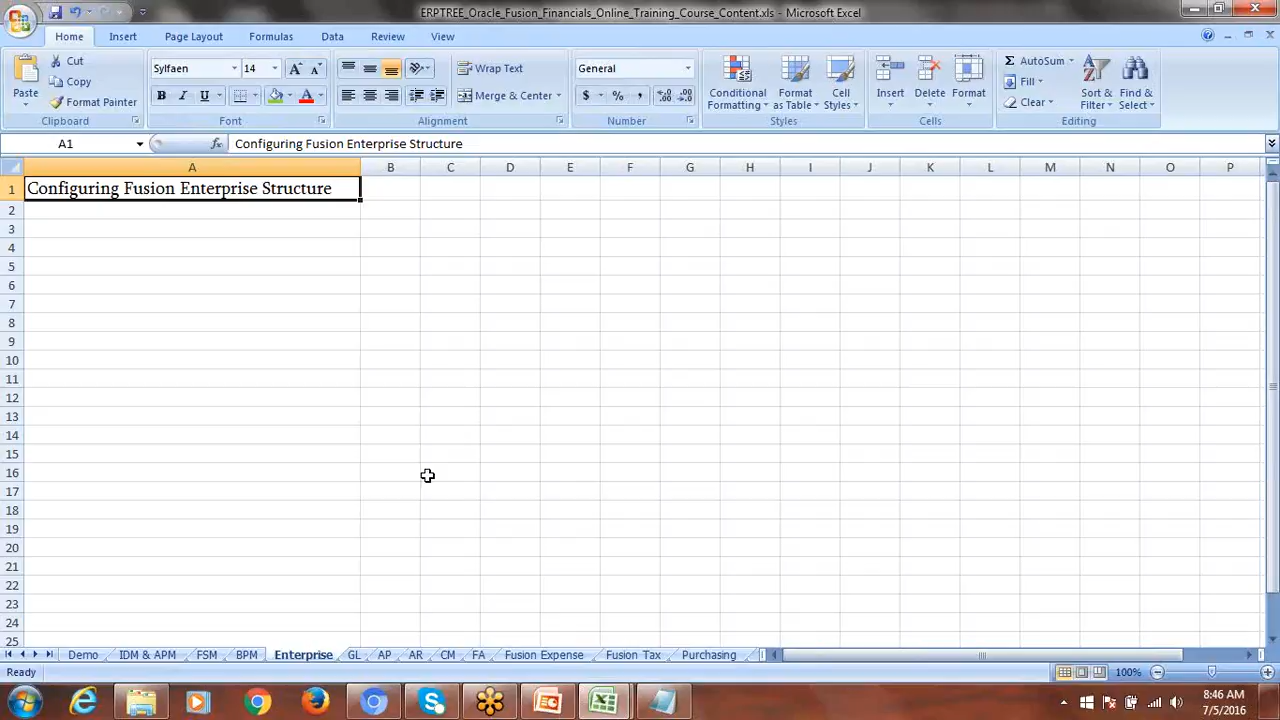 ERPTREE_Oracle_Fusion_Financials_Online_Training_Course_Content.xls - Microsoft Excel
Home Insert Page Layout Formulas Data Review View
Cut
Copy
Format Painter
Paste
Clipboard
Sylfaen 14
B I U
Font
Wrap Text
Merge & Center
Alignment
General
$ % ,
Number
Conditional Formatting
Format as Table
Cell Styles
Styles
Insert Delete Format
Cells
AutoSum
Fill
Clear
Sort & Filter
Find & Select
Editing
A1 fx Configuring Fusion Enterprise Structure
A B C D E F G H I J K L M N O P
1 Configuring Fusion Enterprise Structure
2
3
4
5
6
7
8
9
10
11
12
13
14
15
16
17
18
19
20
21
22
23
24
25
Demo IDM & APM FSM BPM Enterprise GL AP AR CM FA Fusion Expense Fusion Tax Purchasing
Ready 100%
8:46 AM
7/5/2016